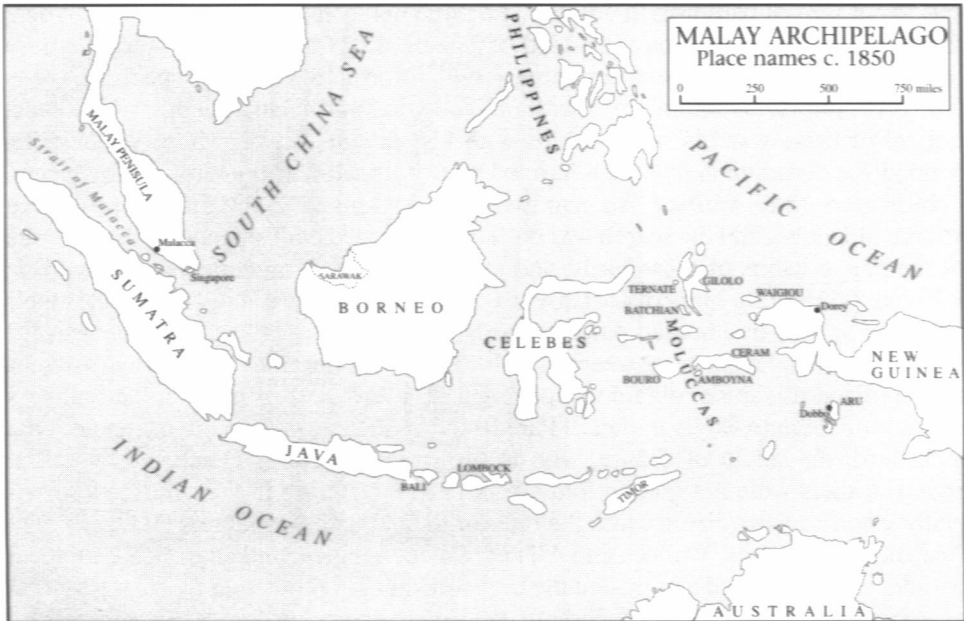 MALAY ARCHIPELAGO
Place names c. 1850
0 250 500 750 miles
PHILIPPINES
SOUTH CHINA SEA
PACIFIC OCEAN
MALAY PENISULA
Strait of Malacca
Malacca
Singapore
SUMATRA
SARAWAK
BORNEO
CELEBES
TERNATE
GILOLO
BATCHIAN
MOLUCCAS
WAIGIOU
Dorey
CERAM
BOURO
AMBOYNA
NEW
GUINEA
ARU
Dobbo
JAVA
BALI
LOMBOCK
TIMOR
INDIAN
OCEAN
AUSTRALIA